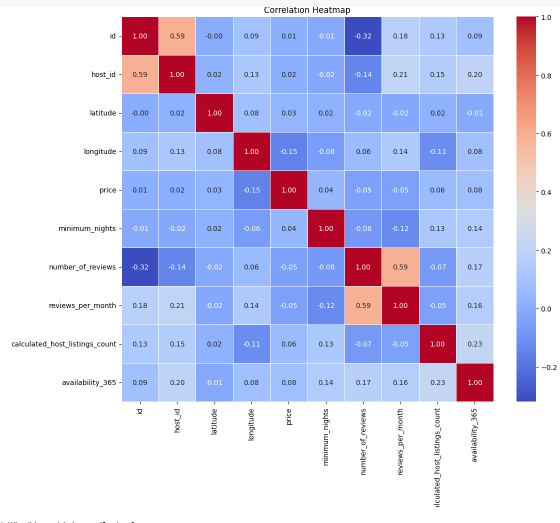 Correlation Heatmap
id 1.00 0.59 -0.00 0.09 0.01 -0.01 -0.32 0.18 0.13 0.09
host_id 0.59 1.00 0.02 0.13 0.02 -0.02 -0.14 0.21 0.15 0.20
latitude -0.00 0.02 1.00 0.08 0.03 0.02 -0.02 -0.02 0.02 -0.01
longitude 0.09 0.13 0.08 1.00 -0.15 -0.06 0.06 0.14 -0.11 0.08
price 0.01 0.02 0.03 -0.15 1.00 0.04 -0.05 -0.05 0.06 0.08
minimum_nights -0.01 -0.02 0.02 -0.06 0.04 1.00 -0.08 -0.12 0.13 0.14
number_of_reviews -0.32 -0.14 -0.02 0.06 -0.05 -0.08 1.00 0.59 -0.07 0.17
reviews_per_month 0.18 0.21 -0.02 0.14 -0.05 -0.12 0.59 1.00 -0.05 0.16
calculated_host_listings_count 0.13 0.15 0.02 -0.11 0.06 0.13 -0.07 -0.05 1.00 0.23
availability_365 0.09 0.20 -0.01 0.08 0.08 0.14 0.17 0.16 0.23 1.00
id
host_id
latitude
longitude
price
minimum_nights
number_of_reviews
reviews_per_month
lculated_host_listings_count
availability_365
1.0
0.8
0.6
0.4
0.2
0.0
-0.2